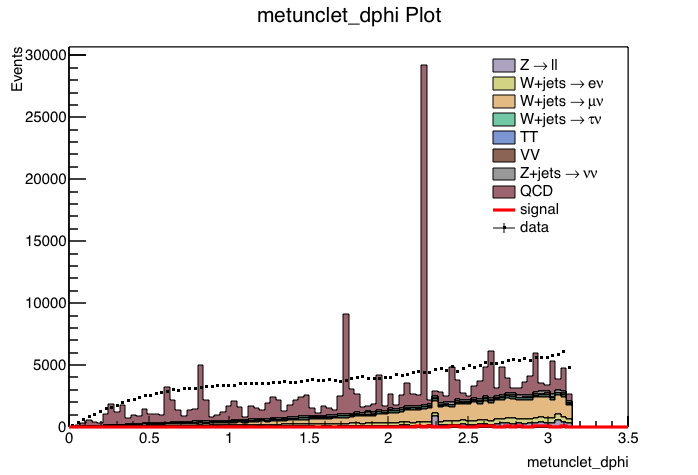 metunclet_dphi Plot
Events
30000
25000
20000
15000
10000
5000
0
Z → ll
W+jets → eν
W+jets → μν
W+jets → τν
TT
VV
Z+jets → νν
QCD
signal
data
0 0.5 1 1.5 2 2.5 3 3.5
metunclet_dphi